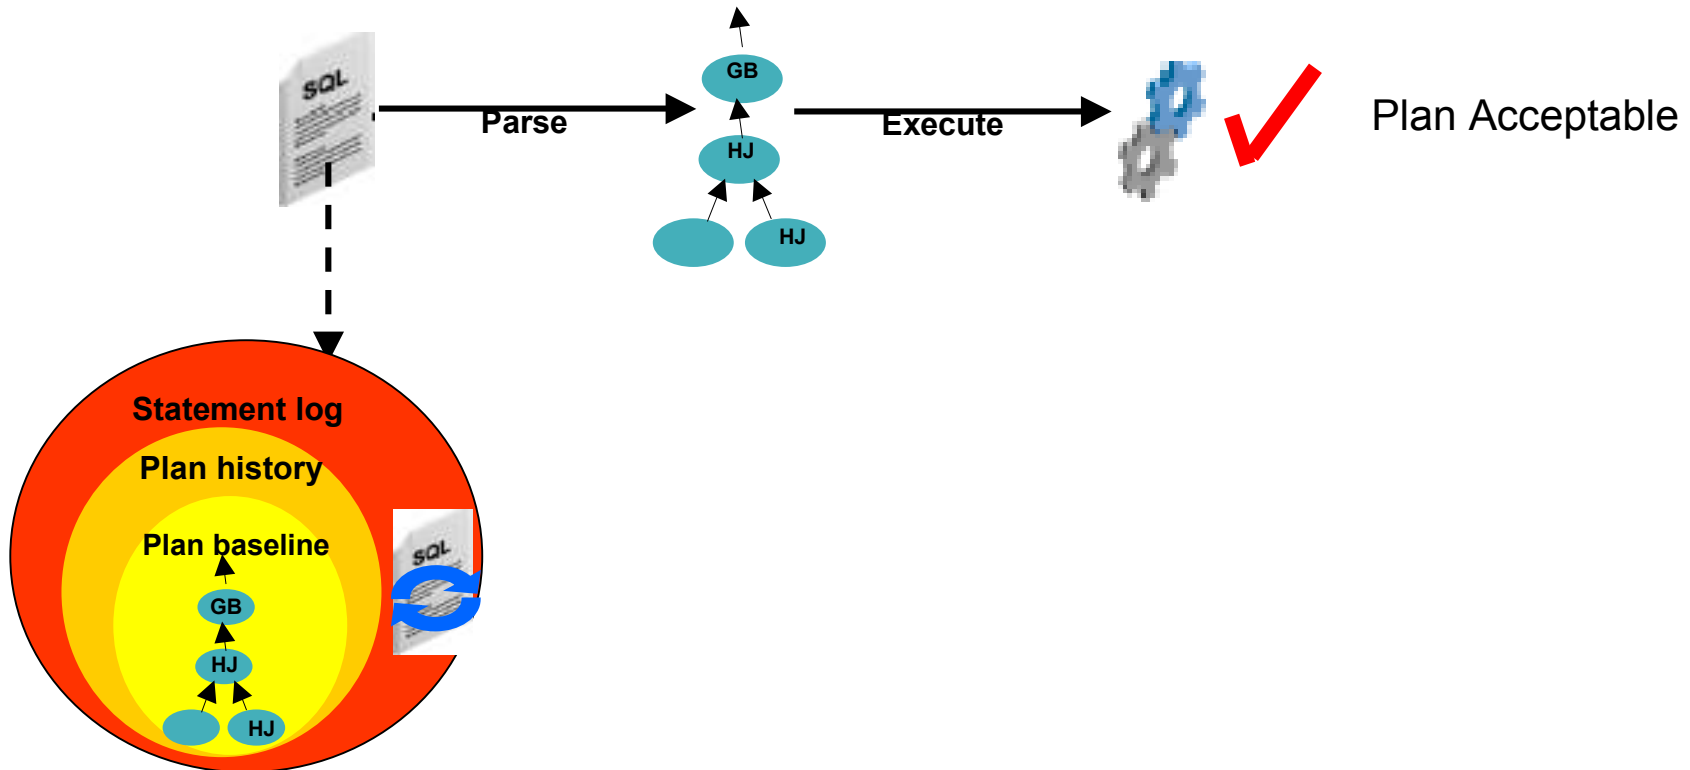 SQL
Parse
GB
HJ
HJ
Execute
Plan Acceptable
Statement log
Plan history
Plan baseline
GB
HJ
HJ
SQL